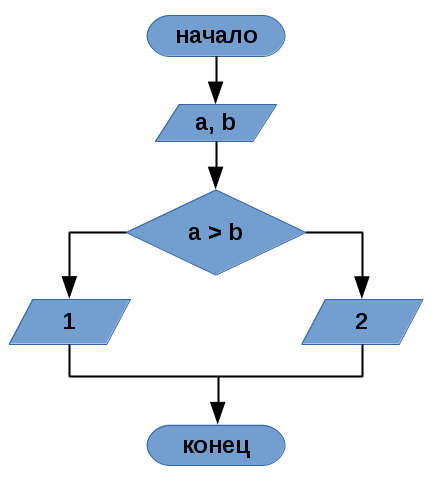 начало
a, b
a > b
1
2
конец